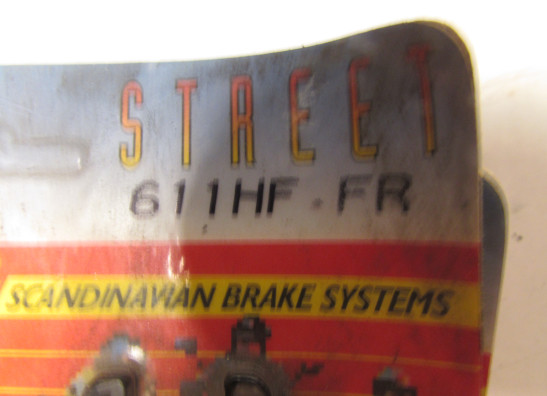 STREET
611HF FR
SCANDINAVIAN BRAKE SYSTEMS